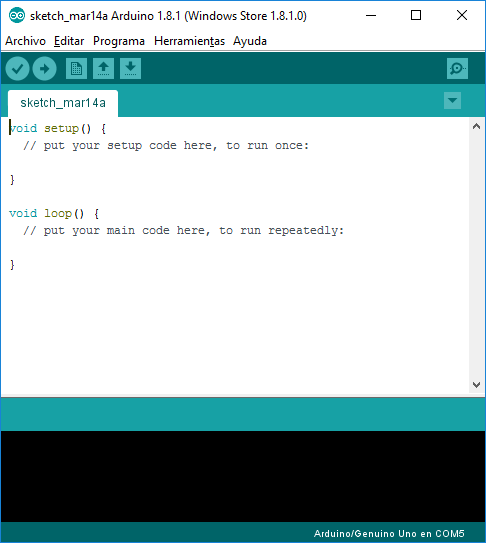 sketch_mar14a Arduino 1.8.1 (Windows Store 1.8.1.0)
Archivo Editar Programa Herramientas Ayuda
sketch_mar14a
void setup() {
  // put your setup code here, to run once:
}
void loop() {
  // put your main code here, to run repeatedly:
}
Arduino/Genuino Uno en COM5